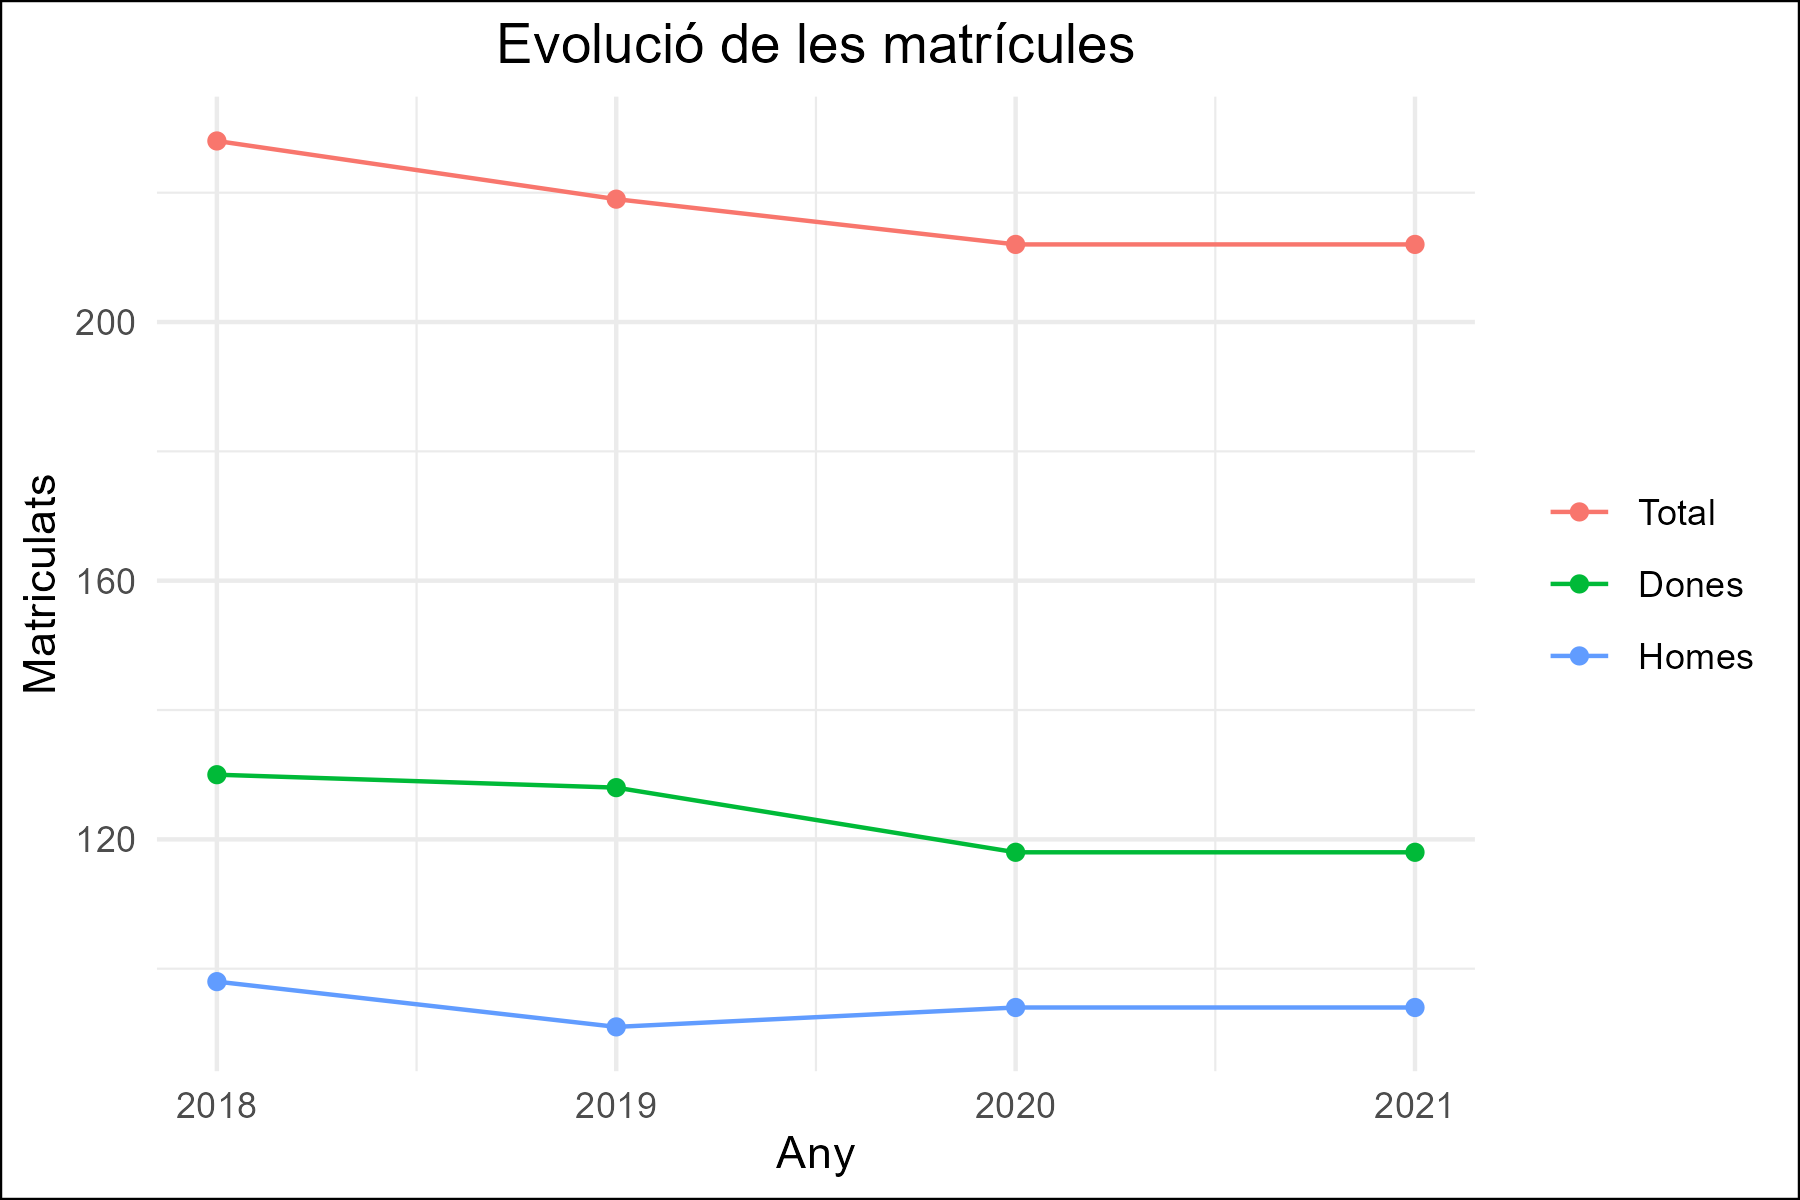 Evolució de les matrícules
Matriculats
200
160
120
2018
2019
2020
2021
Any
Total
Dones
Homes